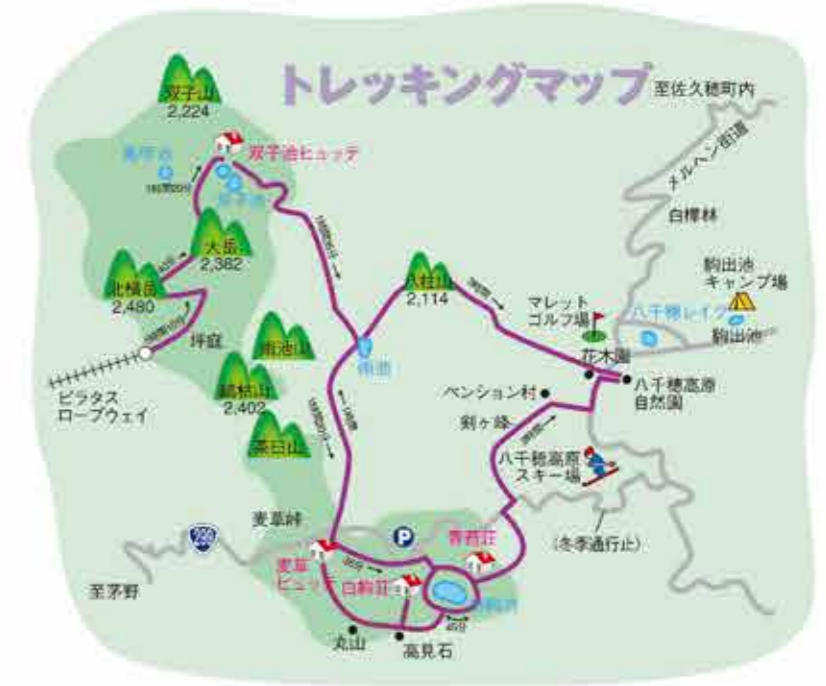 トレッキングマップ
至佐久穂町内
メルヘン街道
白樺林
双子山
2,224
双子池ヒュッテ
双子池
大岳
2,382
北横岳
2,480
坪庭
ピラタス
ロープウェイ
雨池山
縞枯山
2,402
茶臼山
雨池
八柱山
2,114
マレット
ゴルフ場
八千穂レイク
駒出池
キャンプ場
駒出池
花木園
八千穂高原
自然園
ペンション村
剣ヶ峰
八千穂高原
スキー場
(冬季通行止)
麦草峠
299
至茅野
麦草
ヒュッテ
P
青苔荘
白駒荘
白駒池
丸山
高見石